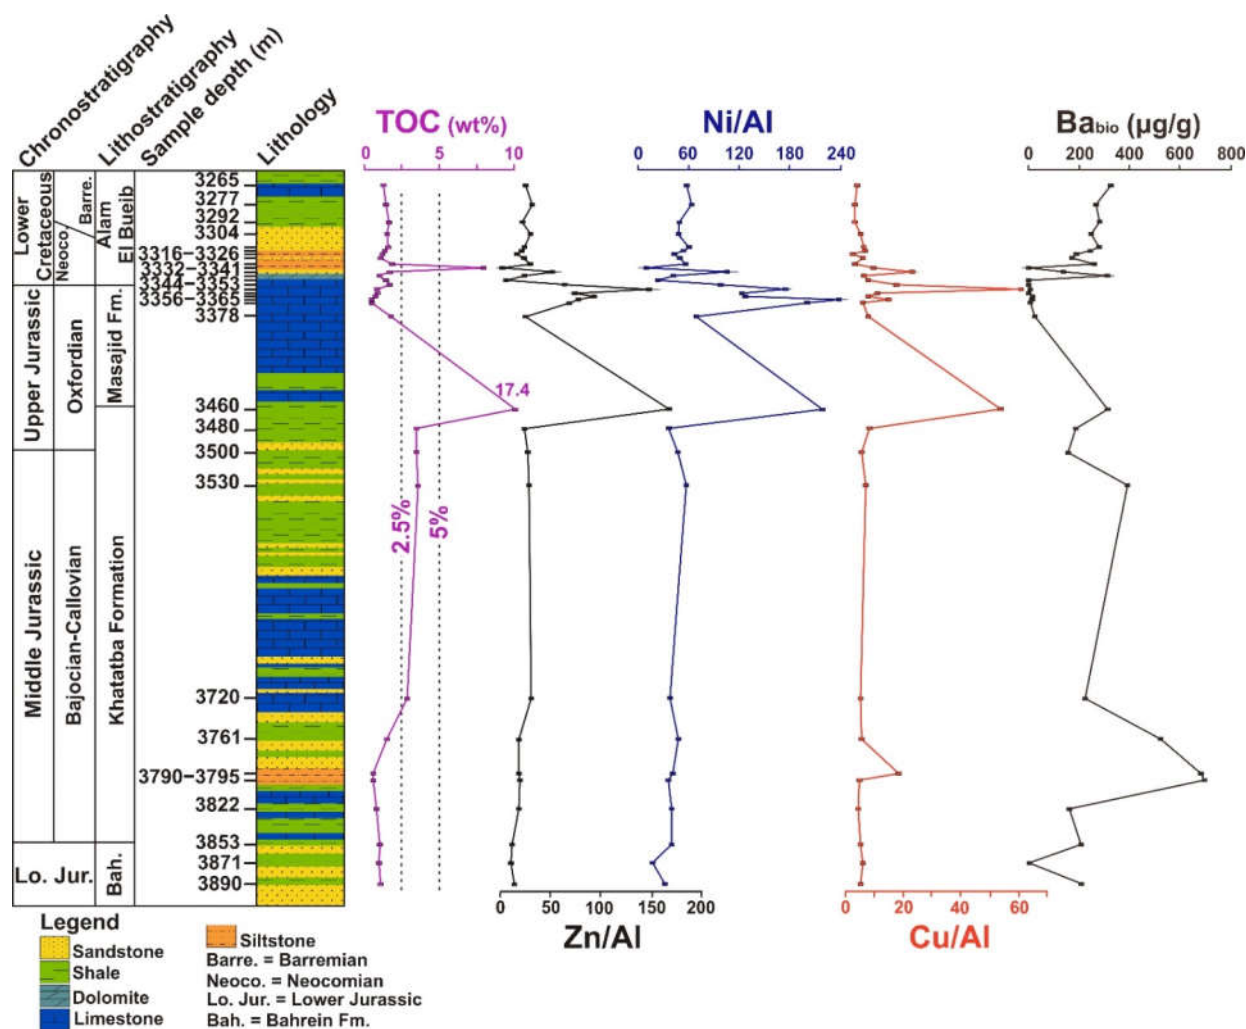 Chronostratigraphy
Lithostratigraphy
Sample depth (m)
Lithology
TOC (wt%)
0 5 10
Ni/Al
0 60 120 180 240
Ba bio (µg/g)
0 200 400 600 800
Lower Cretaceous
Neoco.
Barre.
Alam El Bueib
Upper Jurassic
Oxfordian
Masajid Fm.
Middle Jurassic
Bajocian-Callovian
Khatatba Formation
Lo. Jur.
Bah.
3265
3277
3292
3304
3316–3326
3332–3341
3344–3353
3356–3365
3378
3460
3480
3500
3530
3720
3761
3790–3795
3822
3853
3871
3890
17.4
2.5%
5%
0 50 100 150 200
Zn/Al
0 20 40 60
Cu/Al
Legend
Sandstone
Shale
Dolomite
Limestone
Siltstone
Barre. = Barremian
Neoco. = Neocomian
Lo. Jur. = Lower Jurassic
Bah. = Bahrein Fm.